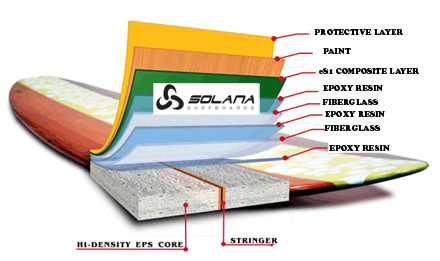 PROTECTIVE LAYER
PAINT
eS1 COMPOSITE LAYER
EPOXY RESIN
FIBERGLASS
EPOXY RESIN
FIBERGLASS
EPOXY RESIN
SOLANA
SURFBOARDS
HI-DENSITY EPS CORE
STRINGER